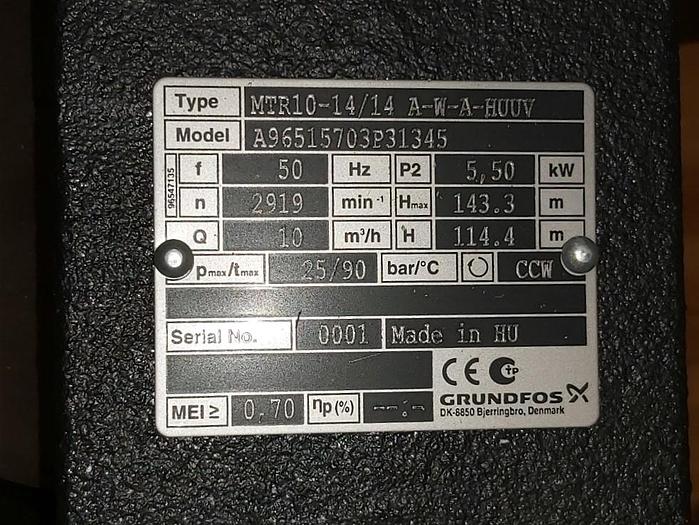 Type MTR10-14/14 A-W-A-HUUV
Model A96515703P31345
96547135
f 50 Hz P2 5,50 kW
n 2919 min⁻¹ Hmax 143.3 m
Q 10 m³/h H 114.4 m
pmax/tmax 25/90 bar/°C CCW
Serial No. 0001 Made in HU
CE TP
MEI ≥ 0,70 ηp(%) ---.-
GRUNDFOS
DK-8850 Bjerringbro, Denmark